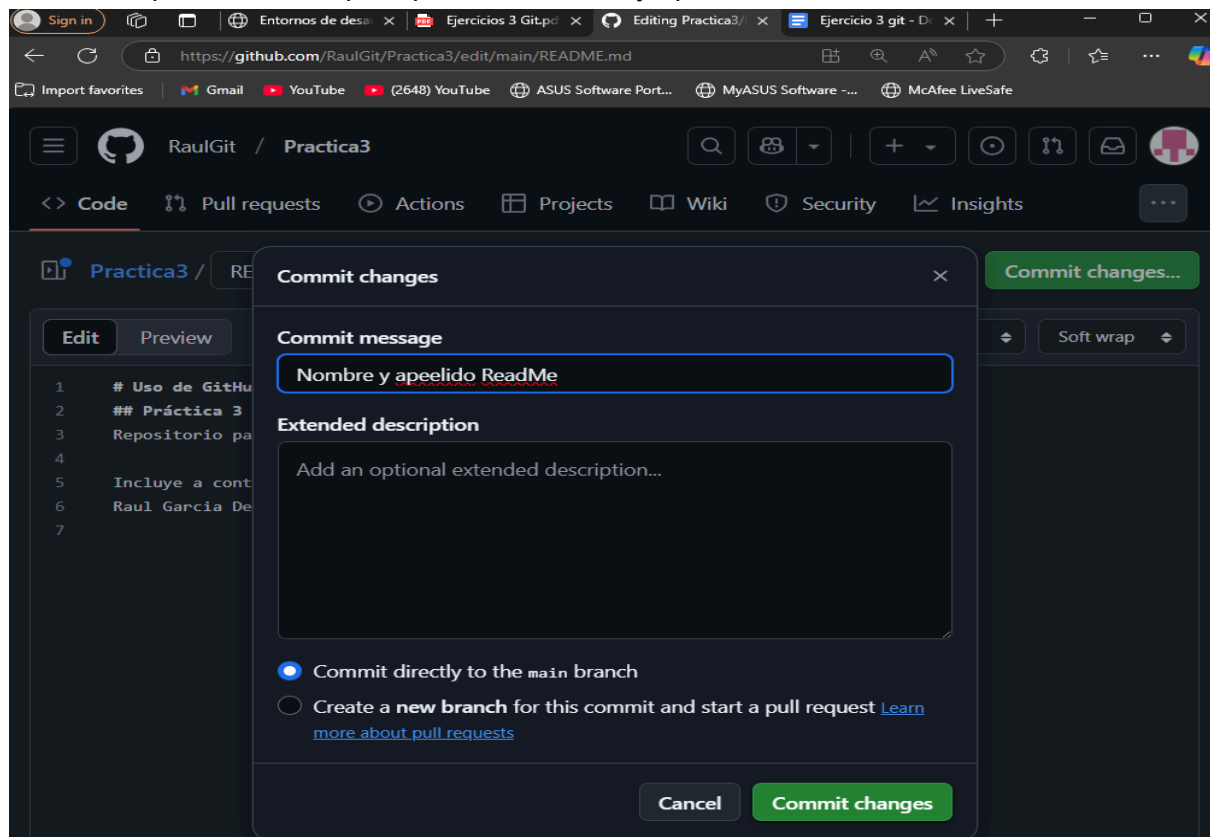 Sign in
Entornos de desa
Ejercicios 3 Git.pd
Editing Practica3/
Ejercicio 3 git - Do
https://github.com/RaulGit/Practica3/edit/main/README.md
Import favorites
Gmail
YouTube
(2648) YouTube
ASUS Software Port...
MyASUS Software -...
McAfee LiveSafe
RaulGit / Practica3
<> Code
Pull requests
Actions
Projects
Wiki
Security
Insights
Practica3 / RE
Commit changes...
Edit
Preview
Soft wrap
1 # Uso de GitHu
2 ## Práctica 3
3 Repositorio pa
4
5 Incluye a cont
6 Raul Garcia De
7
Commit changes
Commit message
Nombre y apeelido ReadMe
Extended description
Add an optional extended description...
Commit directly to the main branch
Create a new branch for this commit and start a pull request Learn
more about pull requests
Cancel
Commit changes